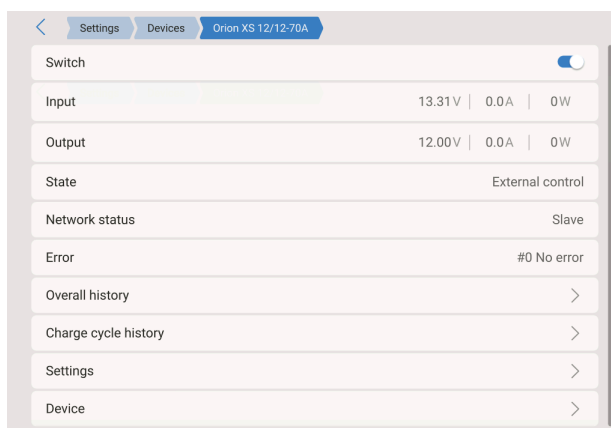 Settings Devices Orion XS 12/12-70A
Switch
Input 13.31V 0.0A 0W
Output 12.00V 0.0A 0W
State External control
Network status Slave
Error #0 No error
Overall history
Charge cycle history
Settings
Device